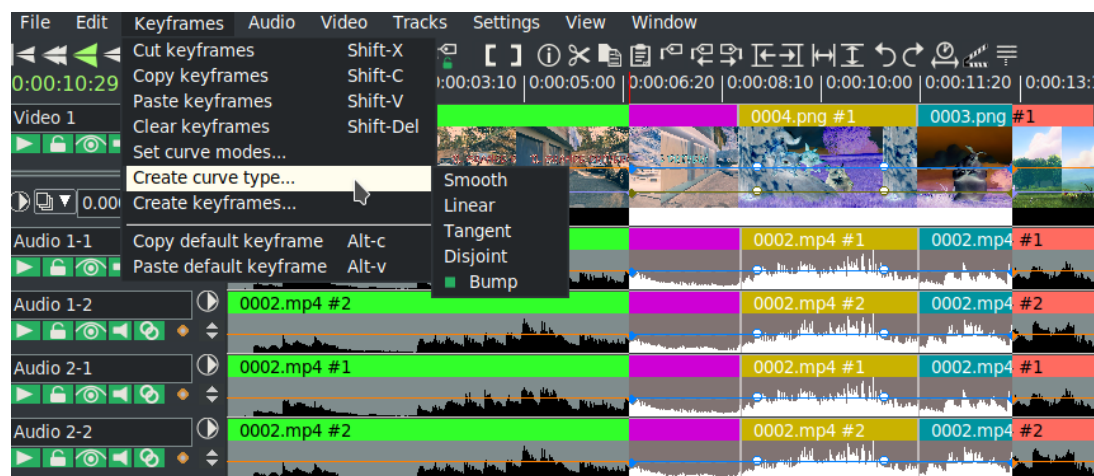 File Edit Keyframes Audio Video Tracks Settings View Window
Cut keyframes Shift-X
Copy keyframes Shift-C
0:00:10:29 0:00:03:10 0:00:05:00 0:00:06:20 0:00:08:10 0:00:10:00 0:00:11:20 0:00:13:
Paste keyframes Shift-V
Video 1
Clear keyframes Shift-Del
0004.png #1 0003.png #1
Set curve modes...
Create curve type...
Smooth
0.00
Create keyframes...
Linear
Tangent
Audio 1-1
Copy default keyframe Alt-c
0002.mp4 #1 0002.mp4 #1
Disjoint
Paste default keyframe Alt-v
Bump
Audio 1-2 0002.mp4 #2 0002.mp4 #2 0002.mp4 #2
Audio 2-1 0002.mp4 #1 0002.mp4 #1 0002.mp4 #1
Audio 2-2 0002.mp4 #2 0002.mp4 #2 0002.mp4 #2